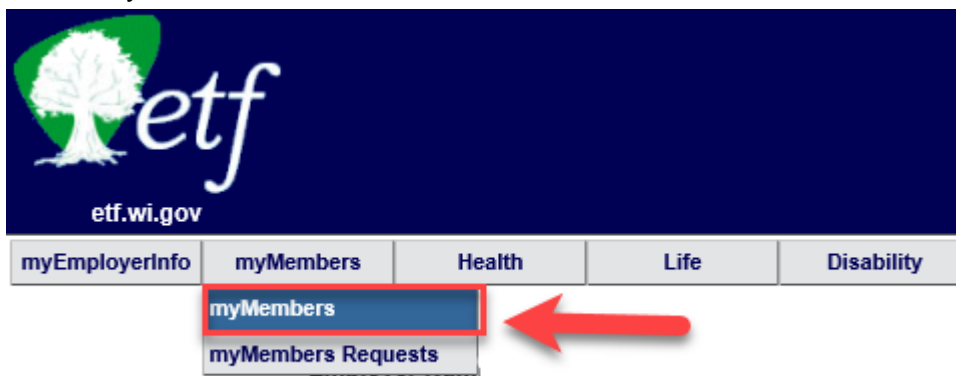 etf
etf.wi.gov
myEmployerInfo myMembers Health Life Disability
myMembers
myMembers Requests